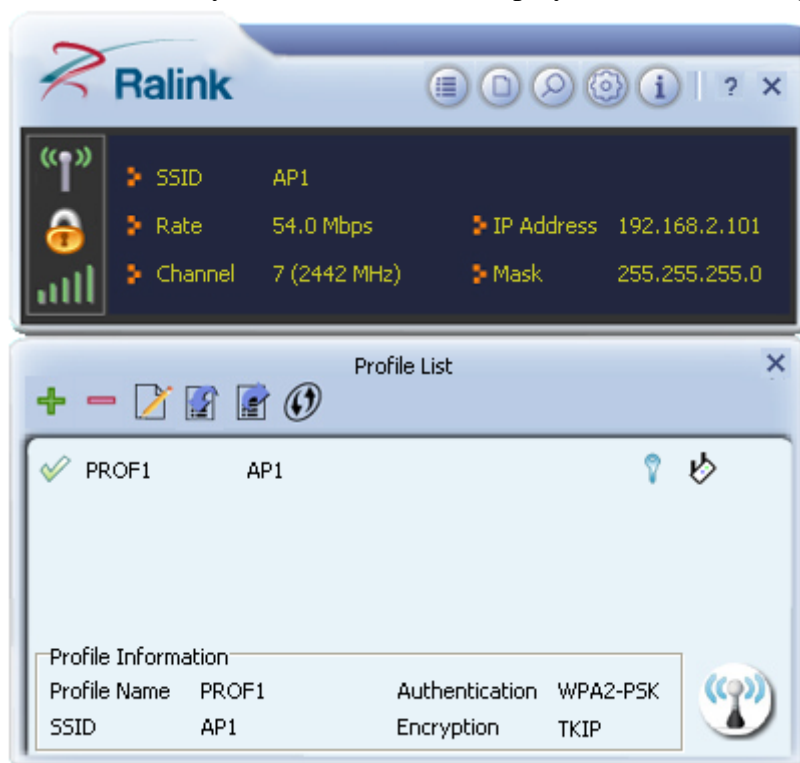 Ralink
i ? ×
SSID AP1
Rate 54.0 Mbps IP Address 192.168.2.101
Channel 7 (2442 MHz) Mask 255.255.255.0
Profile List ×
PROF1 AP1
Profile Information
Profile Name PROF1 Authentication WPA2-PSK
SSID AP1 Encryption TKIP